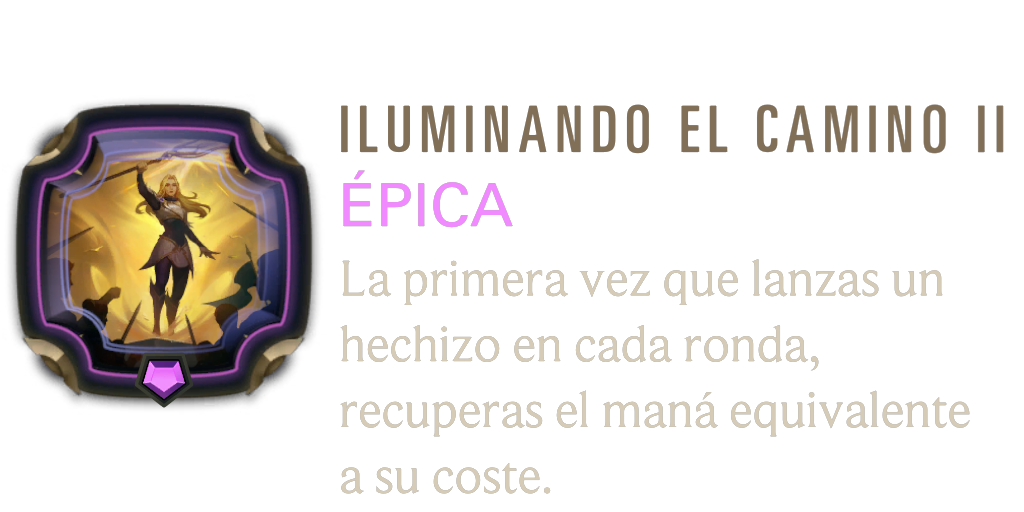 ILUMINANDO EL CAMINO II
ÉPICA
La primera vez que lanzas un
hechizo en cada ronda,
recuperas el maná equivalente
a su coste.